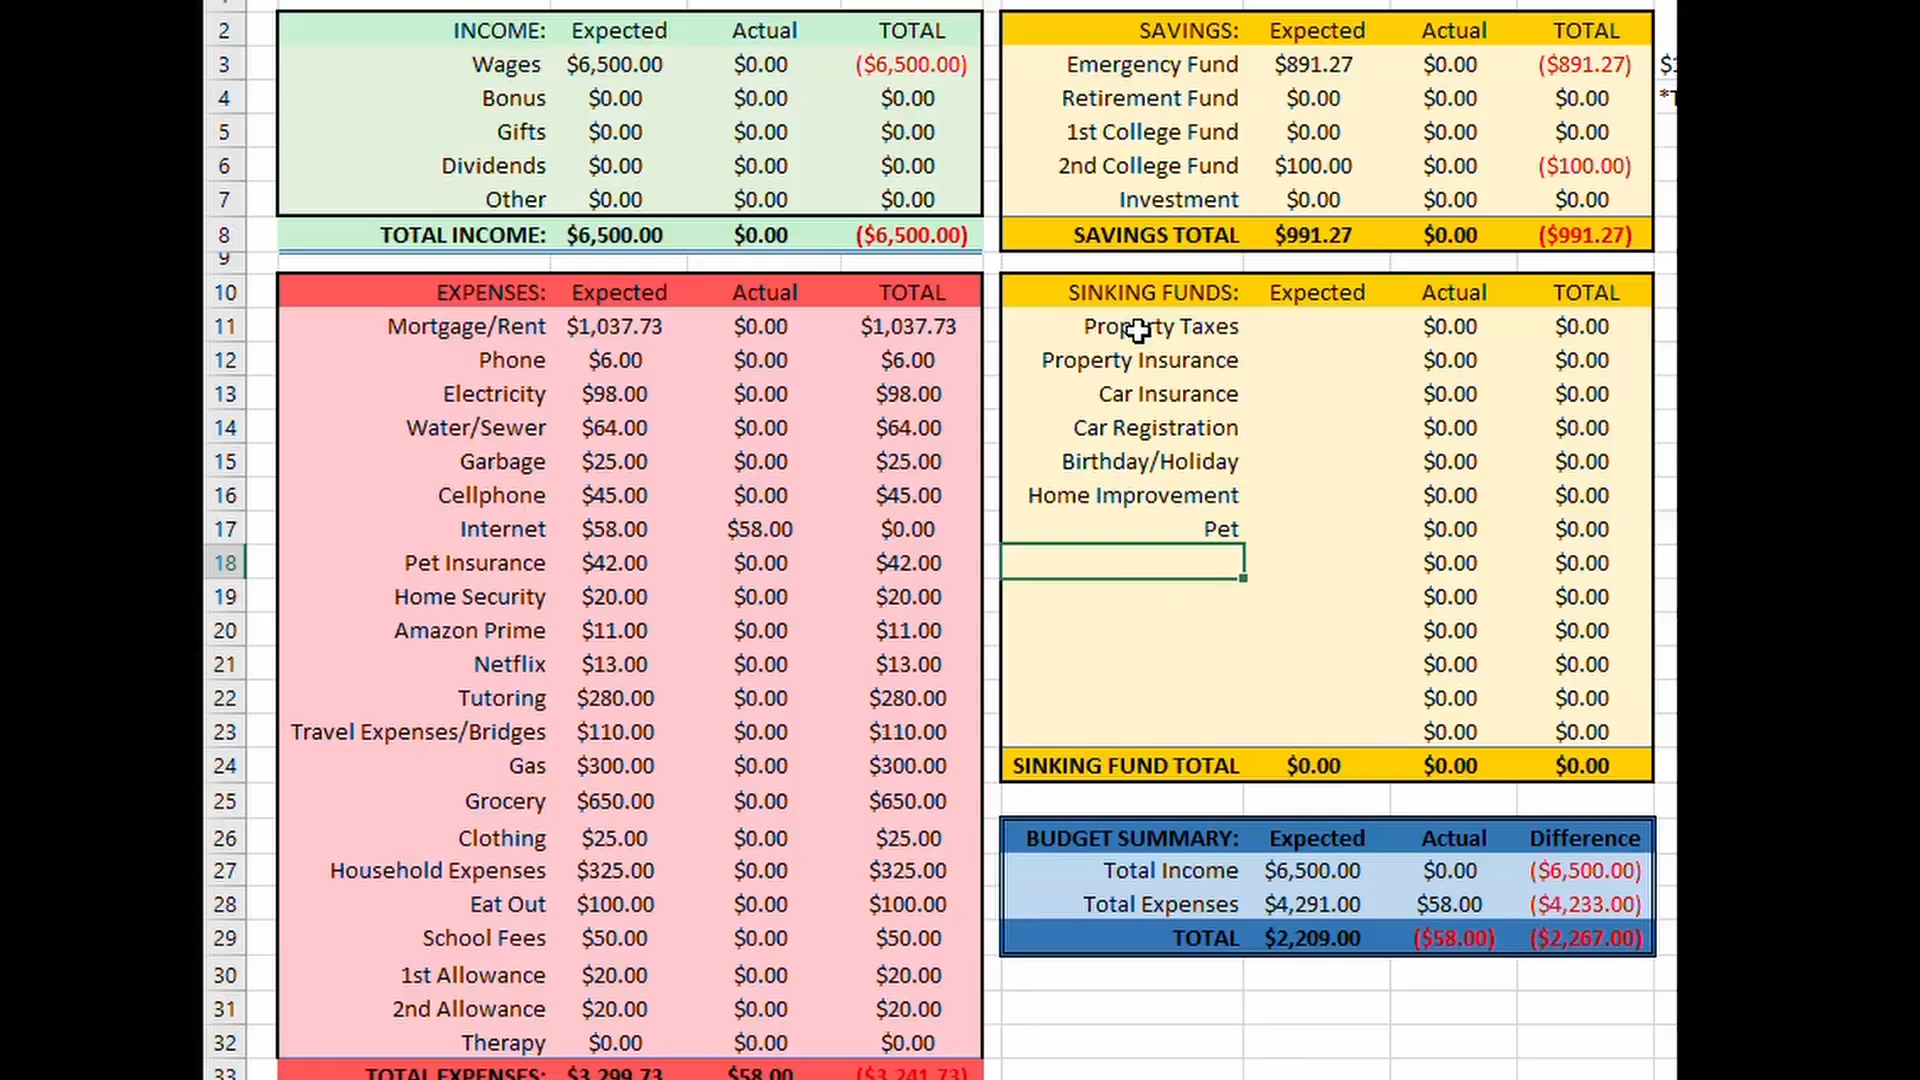 2 INCOME: Expected Actual TOTAL SAVINGS: Expected Actual TOTAL
3 Wages $6,500.00 $0.00 ($6,500.00) Emergency Fund $891.27 $0.00 ($891.27)
4 Bonus $0.00 $0.00 $0.00 Retirement Fund $0.00 $0.00 $0.00
5 Gifts $0.00 $0.00 $0.00 1st College Fund $0.00 $0.00 $0.00
6 Dividends $0.00 $0.00 $0.00 2nd College Fund $100.00 $0.00 ($100.00)
7 Other $0.00 $0.00 $0.00 Investment $0.00 $0.00 $0.00
8 TOTAL INCOME: $6,500.00 $0.00 ($6,500.00) SAVINGS TOTAL $991.27 $0.00 ($991.27)
9
10 EXPENSES: Expected Actual TOTAL SINKING FUNDS: Expected Actual TOTAL
11 Mortgage/Rent $1,037.73 $0.00 $1,037.73 Property Taxes $0.00 $0.00
12 Phone $6.00 $0.00 $6.00 Property Insurance $0.00 $0.00
13 Electricity $98.00 $0.00 $98.00 Car Insurance $0.00 $0.00
14 Water/Sewer $64.00 $0.00 $64.00 Car Registration $0.00 $0.00
15 Garbage $25.00 $0.00 $25.00 Birthday/Holiday $0.00 $0.00
16 Cellphone $45.00 $0.00 $45.00 Home Improvement $0.00 $0.00
17 Internet $58.00 $58.00 $0.00 Pet $0.00 $0.00
18 Pet Insurance $42.00 $0.00 $42.00 $0.00 $0.00
19 Home Security $20.00 $0.00 $20.00 $0.00 $0.00
20 Amazon Prime $11.00 $0.00 $11.00 $0.00 $0.00
21 Netflix $13.00 $0.00 $13.00 $0.00 $0.00
22 Tutoring $280.00 $0.00 $280.00 $0.00 $0.00
23 Travel Expenses/Bridges $110.00 $0.00 $110.00 $0.00 $0.00
24 Gas $300.00 $0.00 $300.00 SINKING FUND TOTAL $0.00 $0.00 $0.00
25 Grocery $650.00 $0.00 $650.00
26 Clothing $25.00 $0.00 $25.00 BUDGET SUMMARY: Expected Actual Difference
27 Household Expenses $325.00 $0.00 $325.00 Total Income $6,500.00 $0.00 ($6,500.00)
28 Eat Out $100.00 $0.00 $100.00 Total Expenses $4,291.00 $58.00 ($4,233.00)
29 School Fees $50.00 $0.00 $50.00 TOTAL $2,209.00 ($58.00) ($2,267.00)
30 1st Allowance $20.00 $0.00 $20.00
31 2nd Allowance $20.00 $0.00 $20.00
32 Therapy $0.00 $0.00 $0.00
33 TOTAL EXPENSES: $3,299.73 $58.00 ($3,241.73)